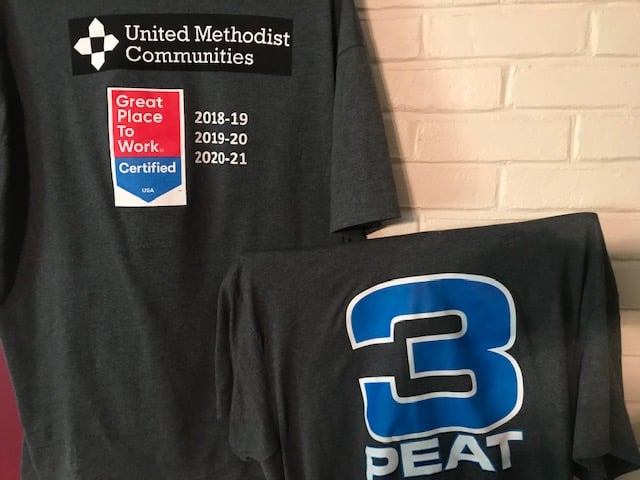 United Methodist
Communities
Great
Place
To
Work®
Certified
USA
2018-19
2019-20
2020-21
3
PEAT